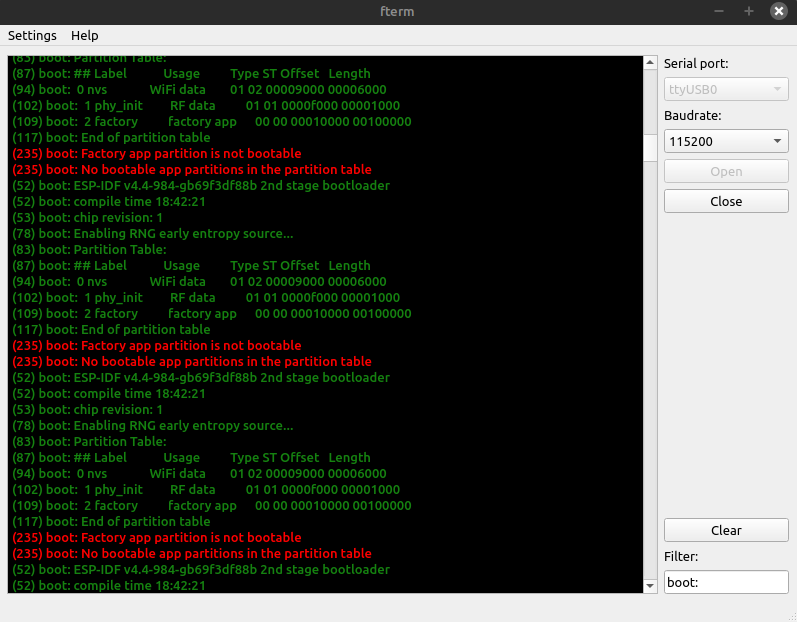 fterm
Settings Help
(83) boot: Partition Table:
(87) boot: ## Label Usage Type ST Offset Length
(94) boot: 0 nvs WiFi data 01 02 00009000 00006000
(102) boot: 1 phy_init RF data 01 01 0000f000 00001000
(109) boot: 2 factory factory app 00 00 00010000 00100000
(117) boot: End of partition table
(235) boot: Factory app partition is not bootable
(235) boot: No bootable app partitions in the partition table
(52) boot: ESP-IDF v4.4-984-gb69f3df88b 2nd stage bootloader
(52) boot: compile time 18:42:21
(53) boot: chip revision: 1
(78) boot: Enabling RNG early entropy source...
(83) boot: Partition Table:
(87) boot: ## Label Usage Type ST Offset Length
(94) boot: 0 nvs WiFi data 01 02 00009000 00006000
(102) boot: 1 phy_init RF data 01 01 0000f000 00001000
(109) boot: 2 factory factory app 00 00 00010000 00100000
(117) boot: End of partition table
(235) boot: Factory app partition is not bootable
(235) boot: No bootable app partitions in the partition table
(52) boot: ESP-IDF v4.4-984-gb69f3df88b 2nd stage bootloader
(52) boot: compile time 18:42:21
(53) boot: chip revision: 1
(78) boot: Enabling RNG early entropy source...
(83) boot: Partition Table:
(87) boot: ## Label Usage Type ST Offset Length
(94) boot: 0 nvs WiFi data 01 02 00009000 00006000
(102) boot: 1 phy_init RF data 01 01 0000f000 00001000
(109) boot: 2 factory factory app 00 00 00010000 00100000
(117) boot: End of partition table
(235) boot: Factory app partition is not bootable
(235) boot: No bootable app partitions in the partition table
(52) boot: ESP-IDF v4.4-984-gb69f3df88b 2nd stage bootloader
(52) boot: compile time 18:42:21
Serial port:
ttyUSB0
Baudrate:
115200
Open
Close
Clear
Filter:
boot: